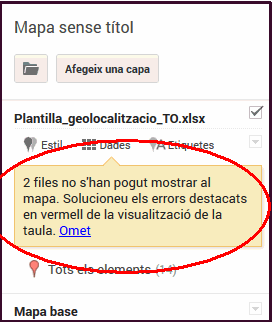 Mapa sense títol
Afegeix una capa
Plantilla_geolocalitzacio_TO.xlsx
Estil Dades Etiquetes
2 files no s'han pogut mostrar al
mapa. Solucioneu els errors destacats
en vermell de la visualització de la
taula. Omet
Tots els elements (14)
Mapa base